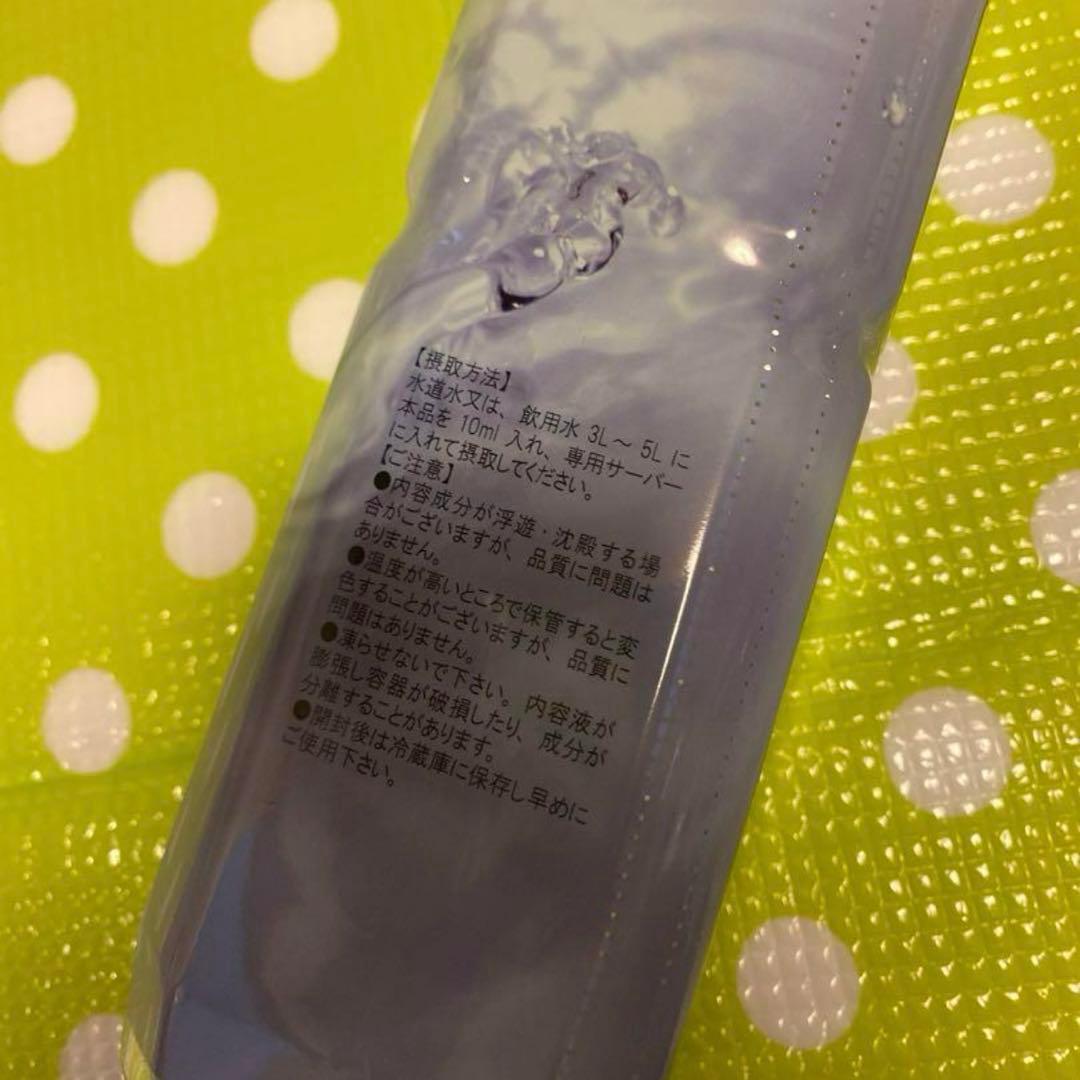 【摂取方法】
水道水又は、飲用水 3L～ 5L に
本品を 10ml 入れ、専用サーバー
に入れて摂取してください。
【ご注意】
●内容成分が浮遊・沈殿する場
合がございますが、品質に問題は
ありません。
●温度が高いところで保管すると変
色することがございますが、品質に
問題はありません。
●凍らせないで下さい。内容液が
膨張し容器が破損したり、成分が
分離することがあります。
●開封後は冷蔵庫に保存し早めに
ご使用下さい。